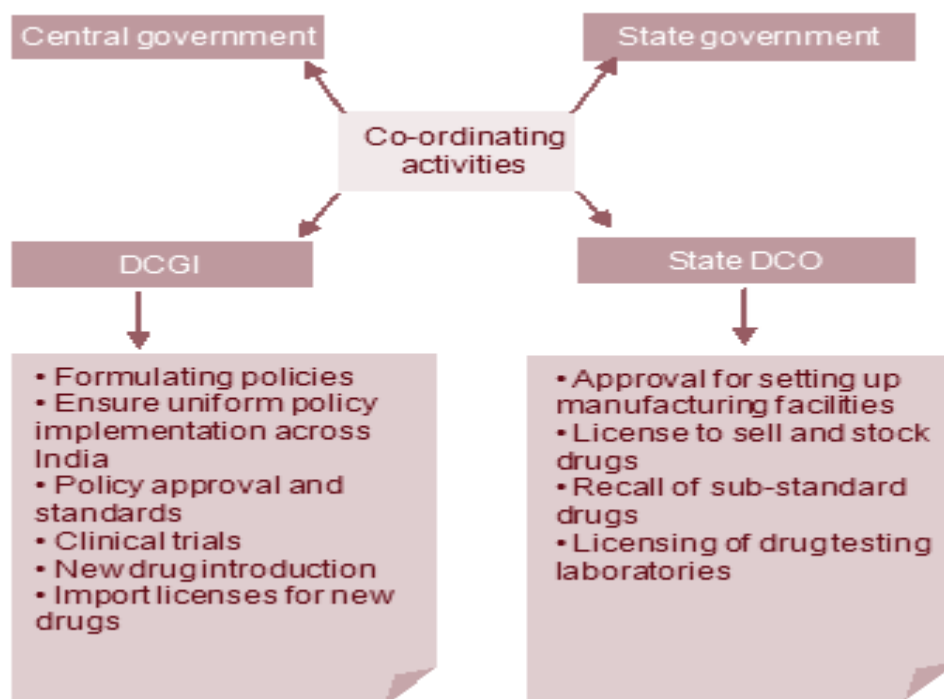 Central government
State government
Co-ordinating
activities
DCGI
State DCO
• Formulating policies
• Ensure uniform policy
implementation across
India
• Policy approval and
standards
• Clinical trials
• New drug introduction
• Import licenses for new
drugs
• Approval for setting up
manufacturing facilities
• License to sell and stock
drugs
• Recall of sub-standard
drugs
• Licensing of drug testing
laboratories